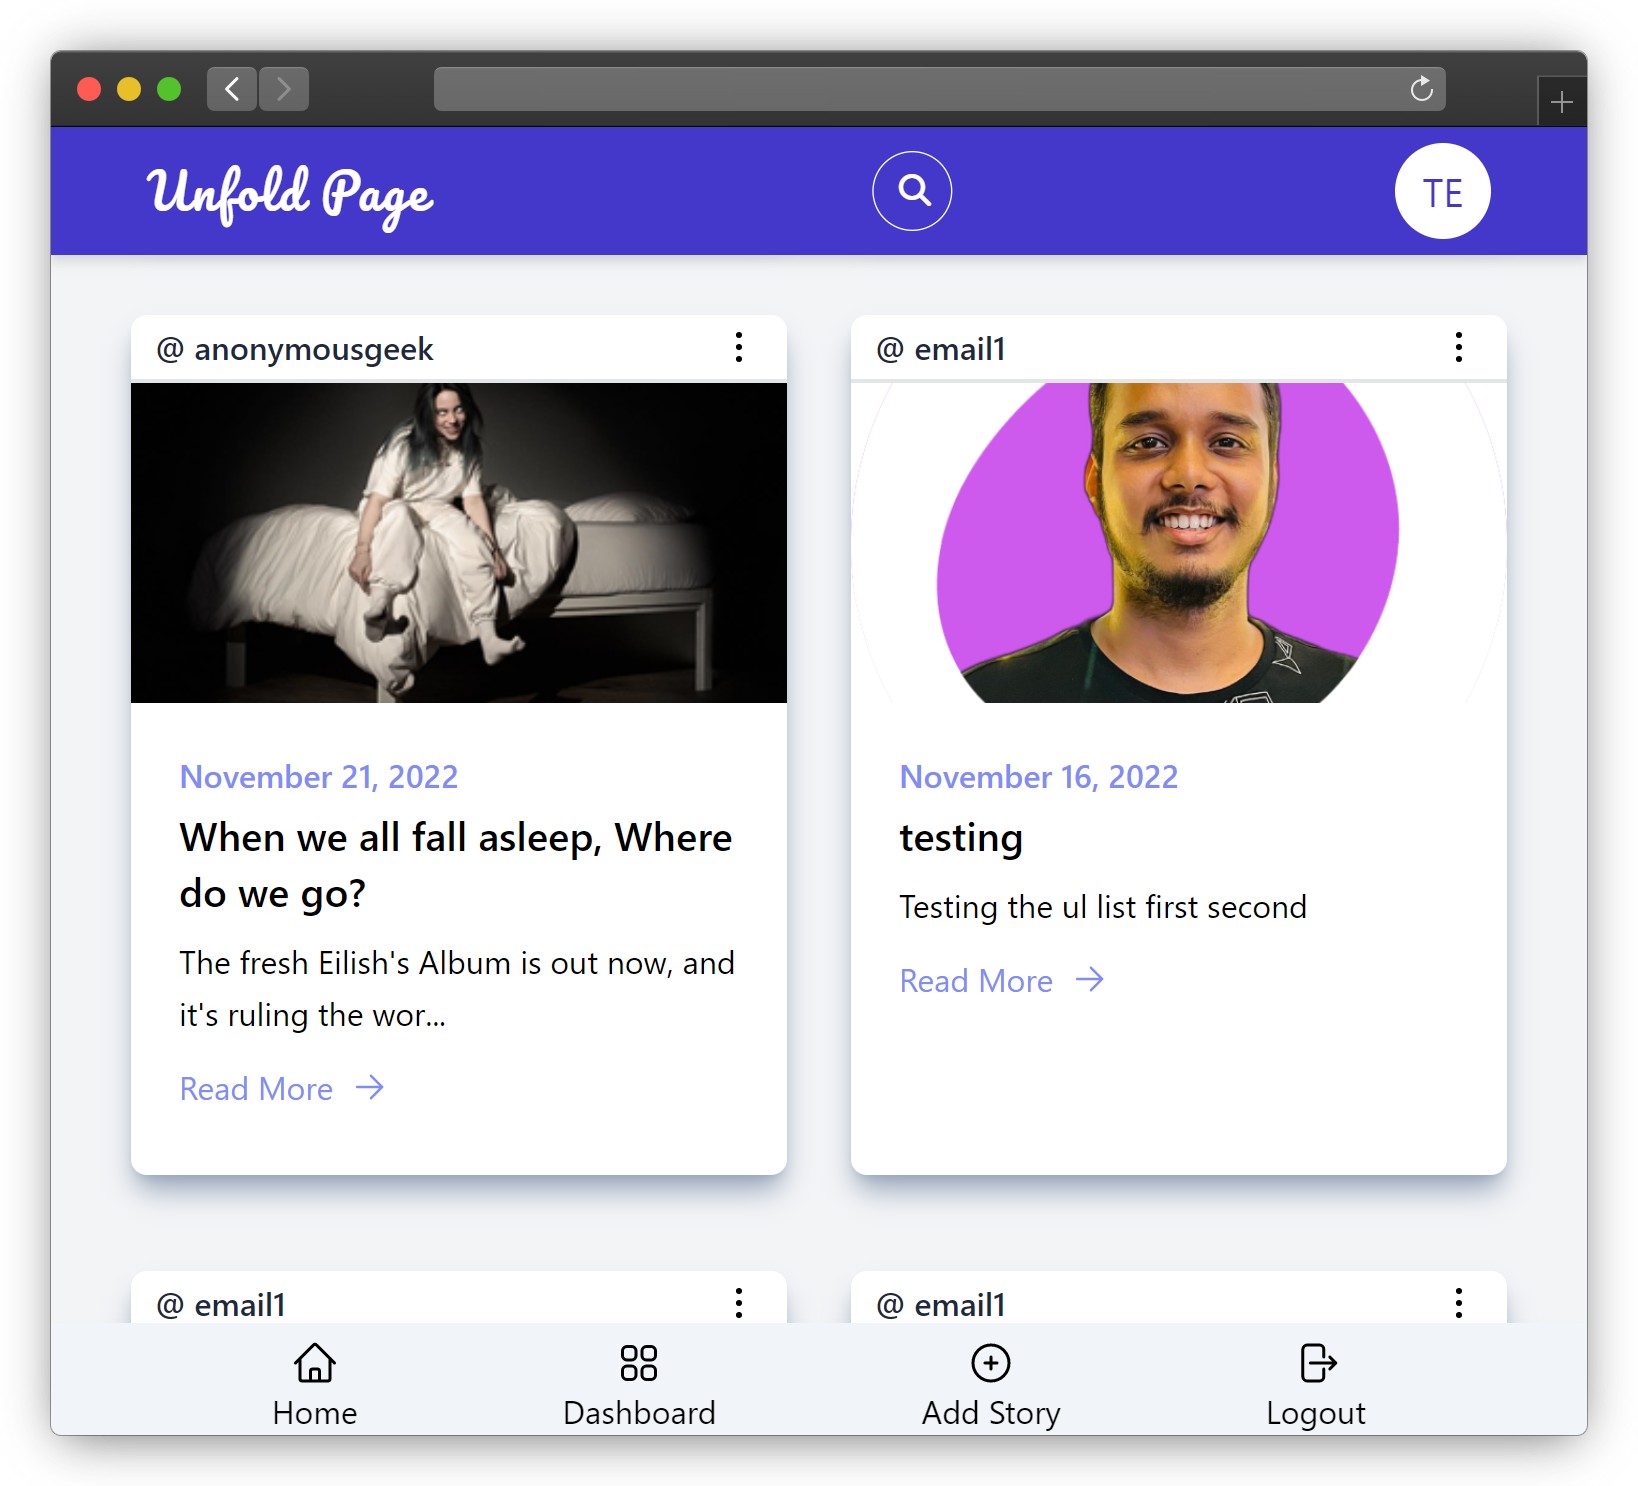 Unfold Page
TE
@ anonymousgeek
November 21, 2022
When we all fall asleep, Where
do we go?
The fresh Eilish's Album is out now, and
it's ruling the wor...
Read More
@ email1
November 16, 2022
testing
Testing the ul list first second
Read More
@ email1
@ email1
Home
Dashboard
Add Story
Logout